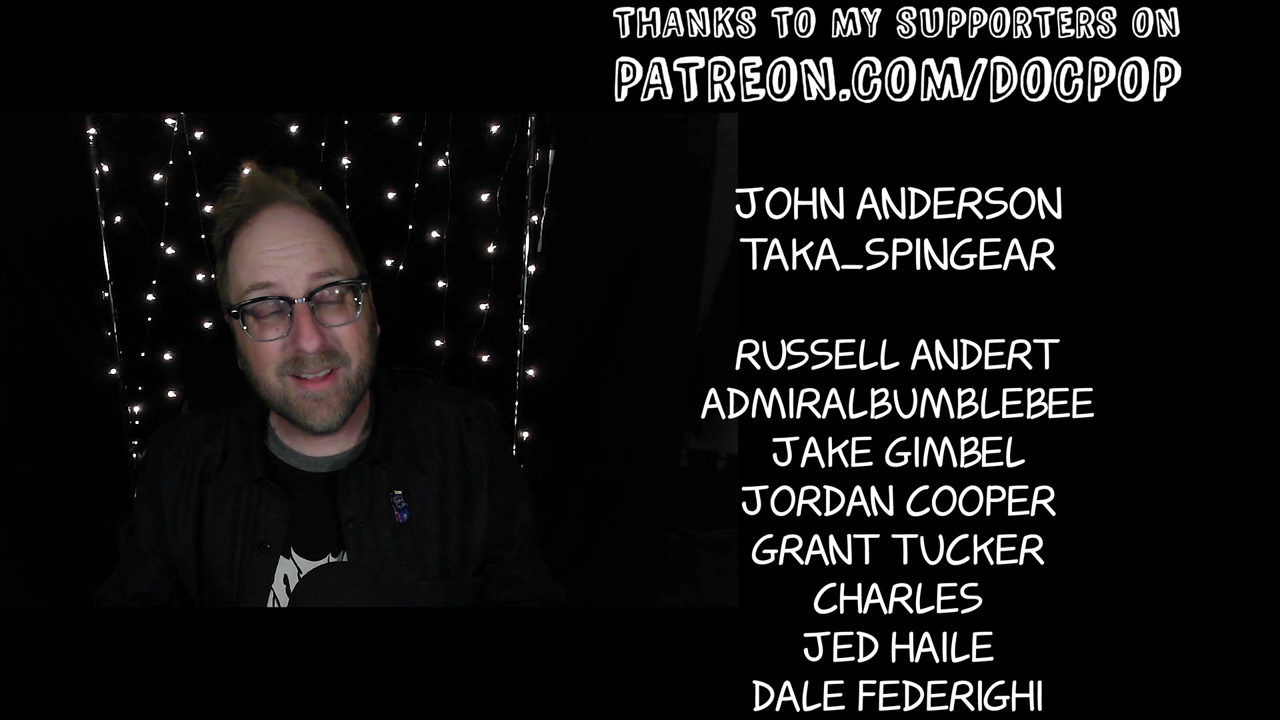 THANKS TO MY SUPPORTERS ON
PATREON.COM/DOCPOP
JOHN ANDERSON
TAKA_SPINGEAR
RUSSELL ANDERT
ADMIRALBUMBLEBEE
JAKE GIMBEL
JORDAN COOPER
GRANT TUCKER
CHARLES
JED HAILE
DALE FEDERIGHI